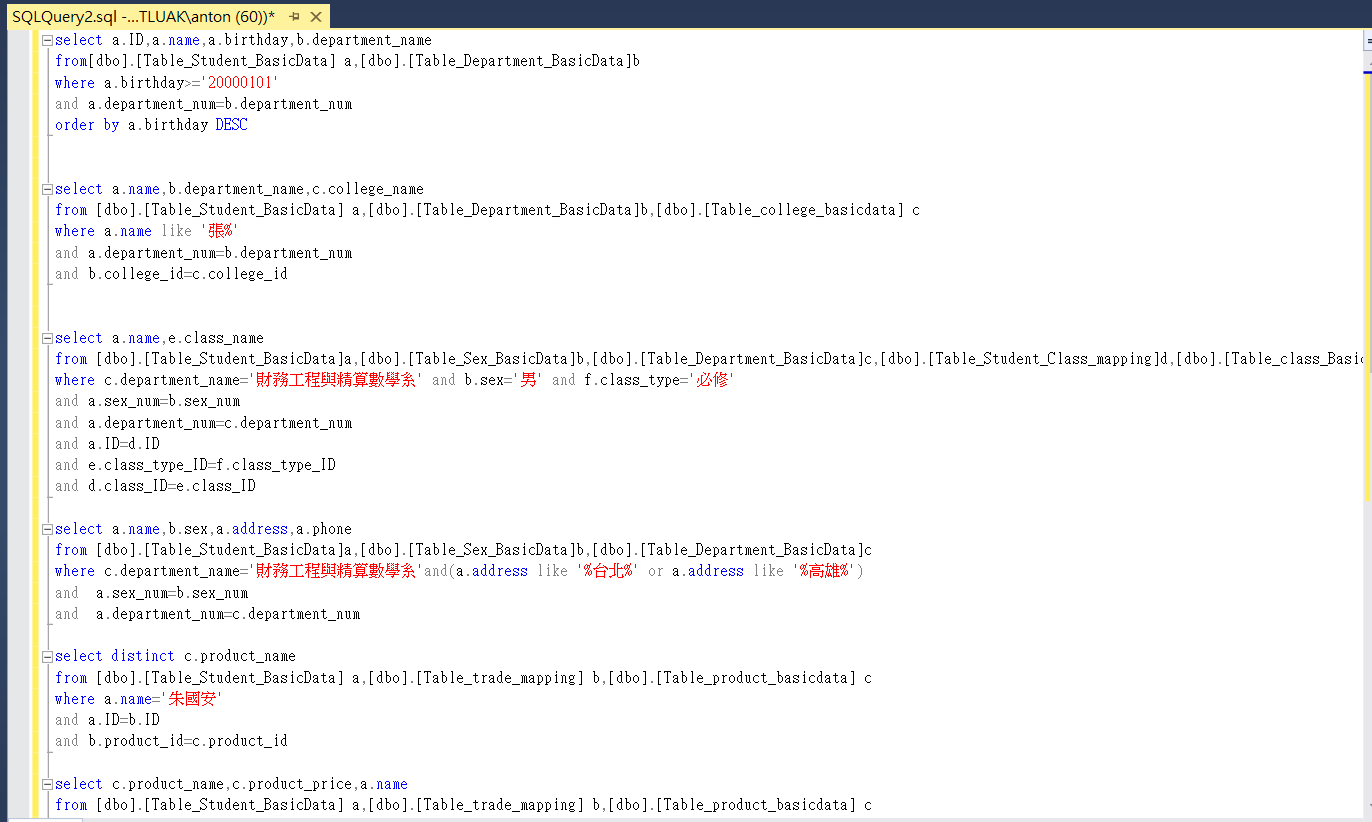 SQLQuery2.sql -...TLUAK\anton (60))*
select a.ID,a.name,a.birthday,b.department_name
from[dbo].[Table_Student_BasicData] a,[dbo].[Table_Department_BasicData]b
where a.birthday>='20000101'
and a.department_num=b.department_num
order by a.birthday DESC
select a.name,b.department_name,c.college_name
from [dbo].[Table_Student_BasicData] a,[dbo].[Table_Department_BasicData]b,[dbo].[Table_college_basicdata] c
where a.name like '張%'
and a.department_num=b.department_num
and b.college_id=c.college_id
select a.name,e.class_name
from [dbo].[Table_Student_BasicData]a,[dbo].[Table_Sex_BasicData]b,[dbo].[Table_Department_BasicData]c,[dbo].[Table_Student_Class_mapping]d,[dbo].[Table_class_Basic
where c.department_name='財務工程與精算數學系' and b.sex='男' and f.class_type='必修'
and a.sex_num=b.sex_num
and a.department_num=c.department_num
and a.ID=d.ID
and e.class_type_ID=f.class_type_ID
and d.class_ID=e.class_ID
select a.name,b.sex,a.address,a.phone
from [dbo].[Table_Student_BasicData]a,[dbo].[Table_Sex_BasicData]b,[dbo].[Table_Department_BasicData]c
where c.department_name='財務工程與精算數學系'and(a.address like '%台北%' or a.address like '%高雄%')
and  a.sex_num=b.sex_num
and  a.department_num=c.department_num
select distinct c.product_name
from [dbo].[Table_Student_BasicData] a,[dbo].[Table_trade_mapping] b,[dbo].[Table_product_basicdata] c
where a.name='朱國安'
and a.ID=b.ID
and b.product_id=c.product_id
select c.product_name,c.product_price,a.name
from [dbo].[Table_Student_BasicData] a,[dbo].[Table_trade_mapping] b,[dbo].[Table_product_basicdata] c